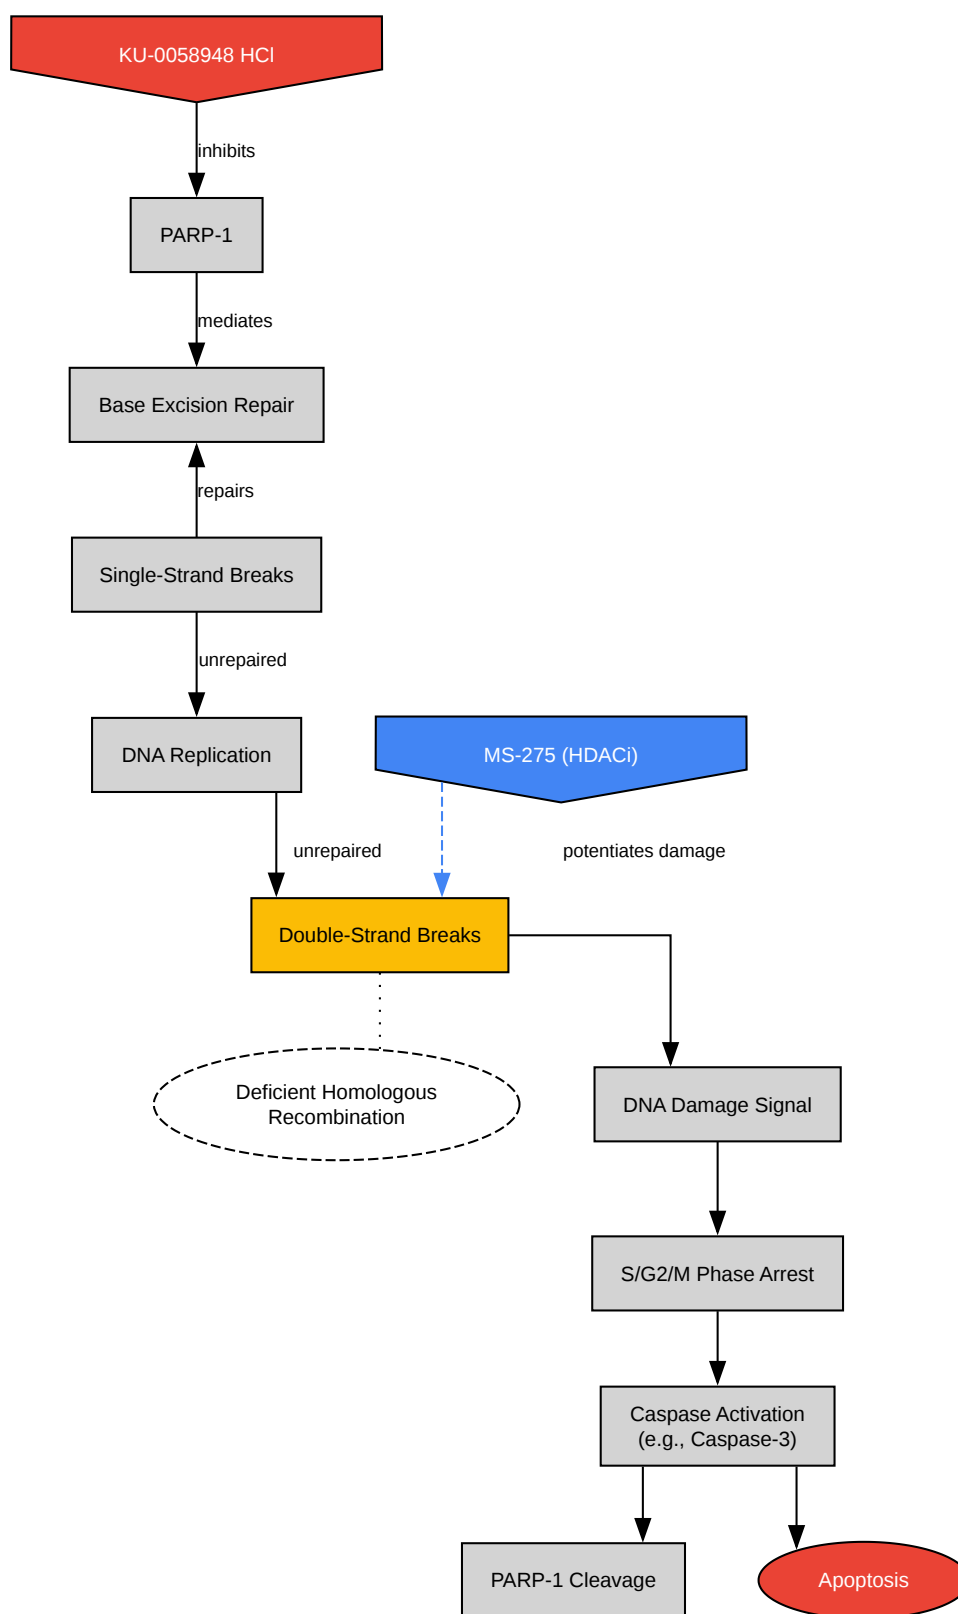 KU-0058948 HCl
inhibits
PARP-1
mediates
Base Excision Repair
repairs
Single-Strand Breaks
unrepaired
DNA Replication
MS-275 (HDACi)
unrepaired
potentiates damage
Double-Strand Breaks
Deficient Homologous
Recombination
DNA Damage Signal
S/G2/M Phase Arrest
Caspase Activation
(e.g., Caspase-3)
PARP-1 Cleavage
Apoptosis